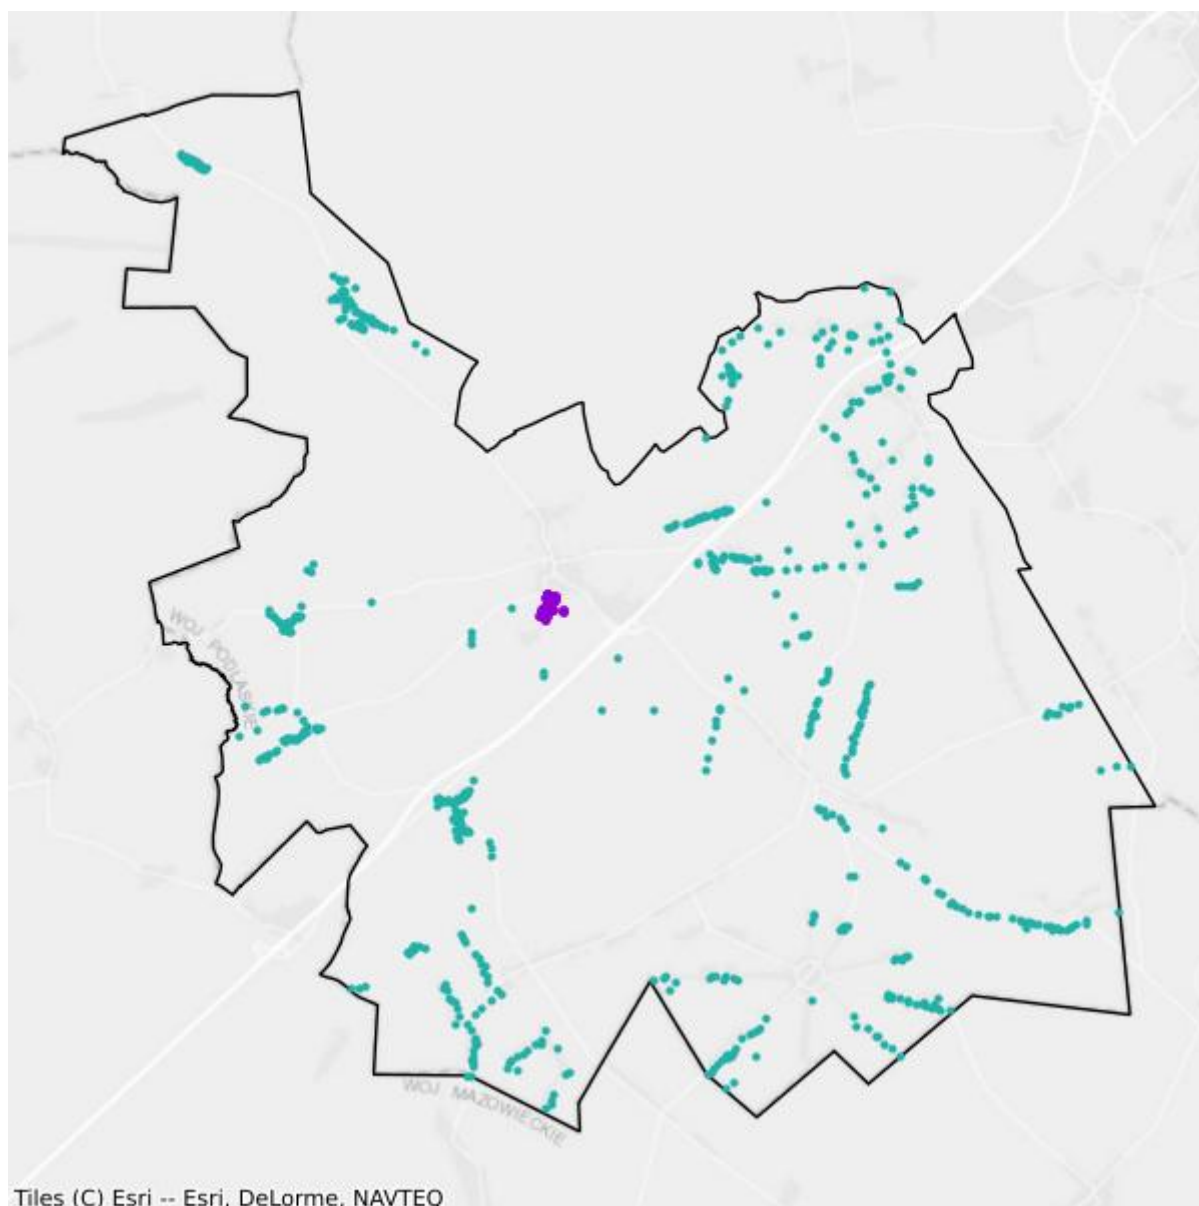 WOJ PODLASKIE
WOJ MAZOWIECKIE
Tiles (C) Esri -- Esri, DeLorme, NAVTEQ